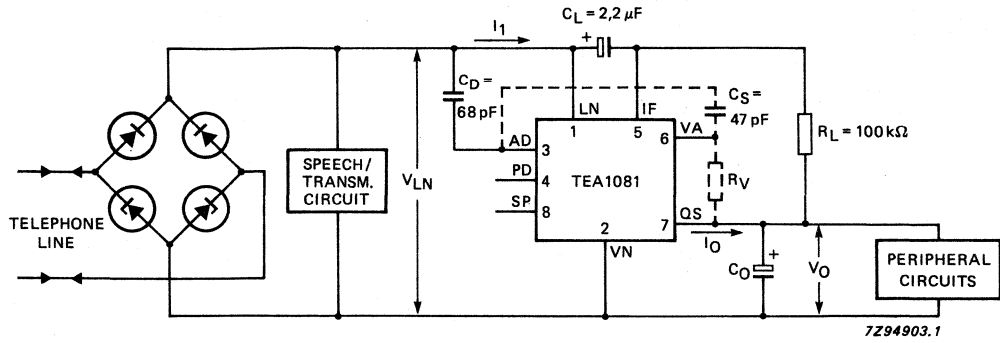 C_L = 2,2 μF
I_1
+
C_D =
68 pF
C_S =
47 pF
LN
IF
1
5
VA
6
AD
3
PD
4
SP
8
TEA1081
R_V
R_L = 100 kΩ
SPEECH/
TRANSM.
CIRCUIT
V_LN
TELEPHONE
LINE
2
VN
QS
7
I_O
C_O
+
V_O
PERIPHERAL
CIRCUITS
7Z94903.1